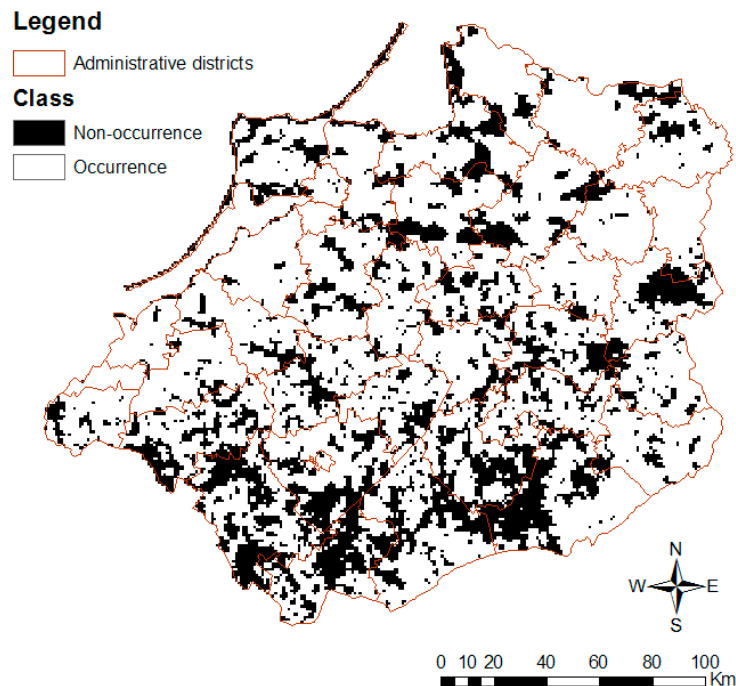 Legend
Administrative districts
Class
Non-occurrence
Occurrence
N
W E
S
0 10 20 40 60 80 100
Km